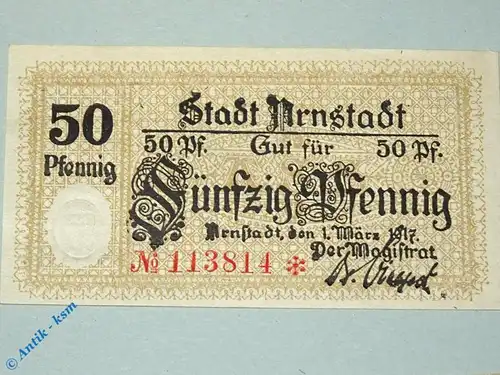 50
Pfennig
Stadt Arnstadt
50 Pf. Gut für 50 Pf.
Fünfzig Pfennig
Arnstadt, den 1. März 1917.
Der Magistrat
№ 113814 *
© Antik - ksm